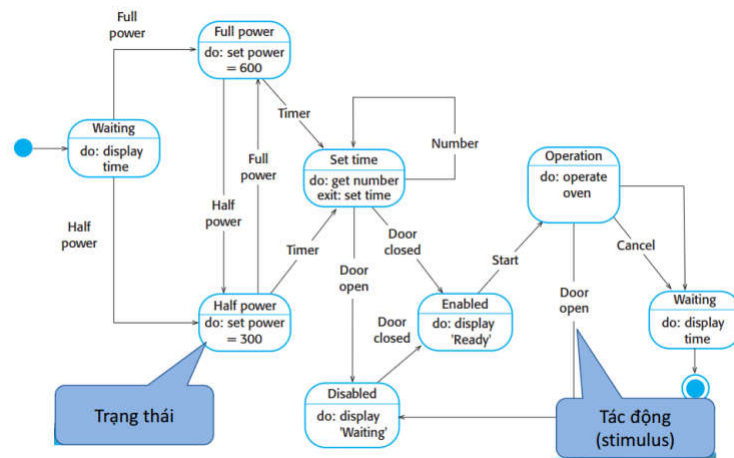 Full
power
Full power
do: set power
= 600
Waiting
do: display
time
Half
power
Full
power
Half
power
Timer
Timer
Set time
do: get number
exit: set time
Number
Operation
do: operate
oven
Door
open
Door
closed
Start
Cancel
Half power
do: set power
= 300
Door
closed
Enabled
do: display
'Ready'
Door
open
Waiting
do: display
time
Disabled
do: display
'Waiting'
Trạng thái
Tác động
(stimulus)